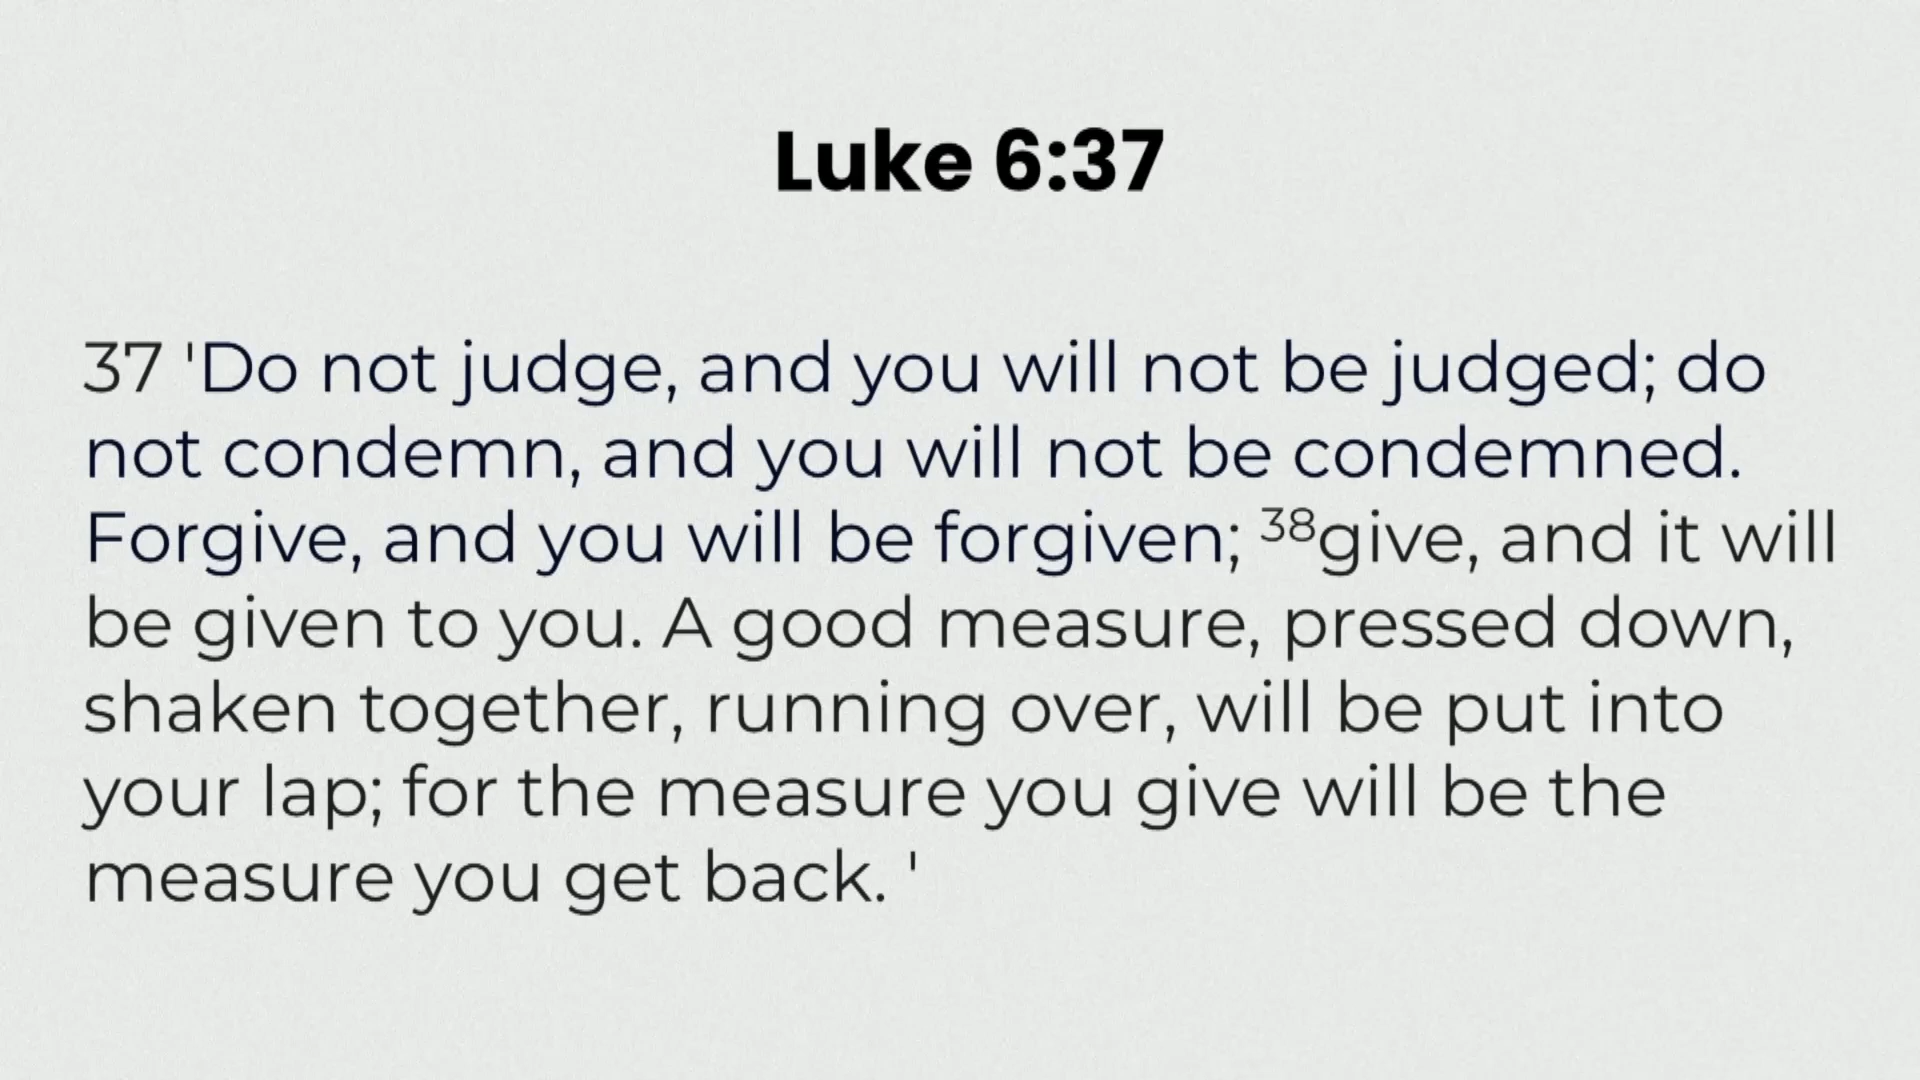 Luke 6:37
37 'Do not judge, and you will not be judged; do
not condemn, and you will not be condemned.
Forgive, and you will be forgiven; 38give, and it will
be given to you. A good measure, pressed down,
shaken together, running over, will be put into
your lap; for the measure you give will be the
measure you get back. '